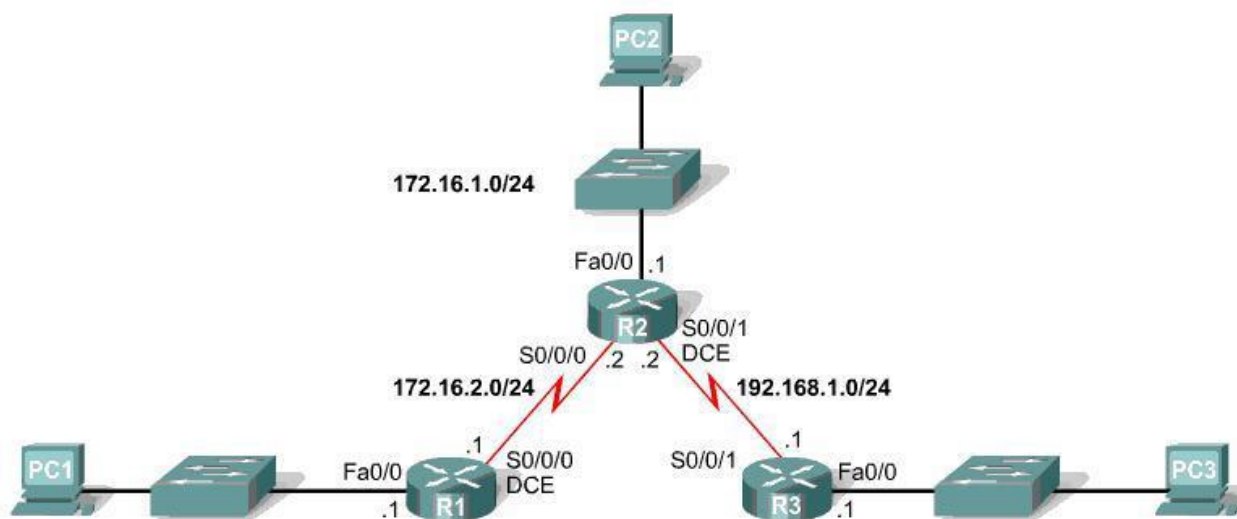 PC2
172.16.1.0/24
Fa0/0 .1
R2
S0/0/1
DCE
S0/0/0
.2 .2
172.16.2.0/24
192.168.1.0/24
.1
S0/0/0
DCE
.1
S0/0/1
PC1
Fa0/0
.1
R1
R3
Fa0/0
.1
PC3